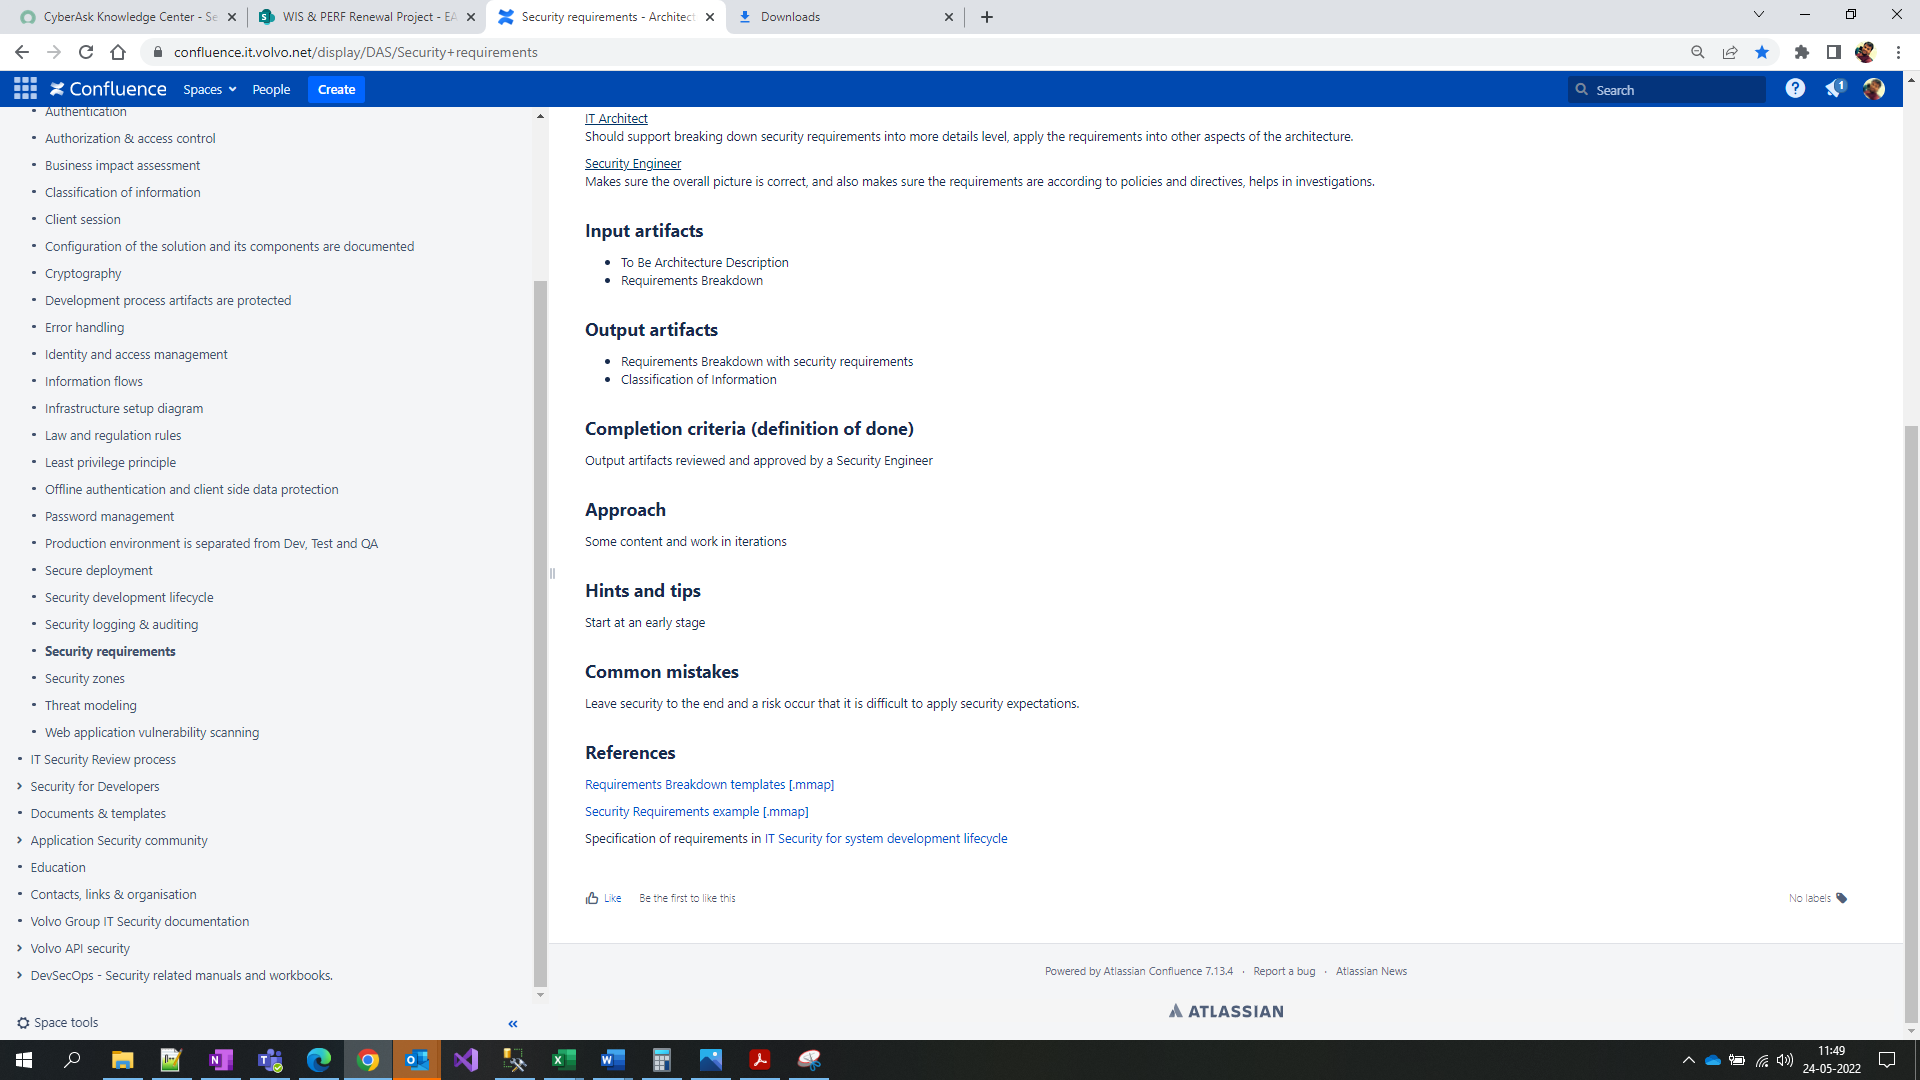 CyberAsk Knowledge Center - Se
WIS & PERF Renewal Project - EA
Security requirements - Architect
Downloads
confluence.it.volvo.net/display/DAS/Security+requirements
Confluence
Spaces
People
Create
Search
1
Authentication
Authorization & access control
Business impact assessment
Classification of information
Client session
Configuration of the solution and its components are documented
Cryptography
Development process artifacts are protected
Error handling
Identity and access management
Information flows
Infrastructure setup diagram
Law and regulation rules
Least privilege principle
Offline authentication and client side data protection
Password management
Production environment is separated from Dev, Test and QA
Secure deployment
Security development lifecycle
Security logging & auditing
Security requirements
Security zones
Threat modeling
Web application vulnerability scanning
IT Security Review process
Security for Developers
Documents & templates
Application Security community
Education
Contacts, links & organisation
Volvo Group IT Security documentation
Volvo API security
DevSecOps - Security related manuals and workbooks.
Space tools
IT Architect
Should support breaking down security requirements into more details level, apply the requirements into other aspects of the architecture.
Security Engineer
Makes sure the overall picture is correct, and also makes sure the requirements are according to policies and directives, helps in investigations.
Input artifacts
To Be Architecture Description
Requirements Breakdown
Output artifacts
Requirements Breakdown with security requirements
Classification of Information
Completion criteria (definition of done)
Output artifacts reviewed and approved by a Security Engineer
Approach
Some content and work in iterations
Hints and tips
Start at an early stage
Common mistakes
Leave security to the end and a risk occur that it is difficult to apply security expectations.
References
Requirements Breakdown templates [.mmap]
Security Requirements example [.mmap]
Specification of requirements in IT Security for system development lifecycle
Like
Be the first to like this
No labels
Powered by Atlassian Confluence 7.13.4 · Report a bug · Atlassian News
ATLASSIAN
11:49
24-05-2022